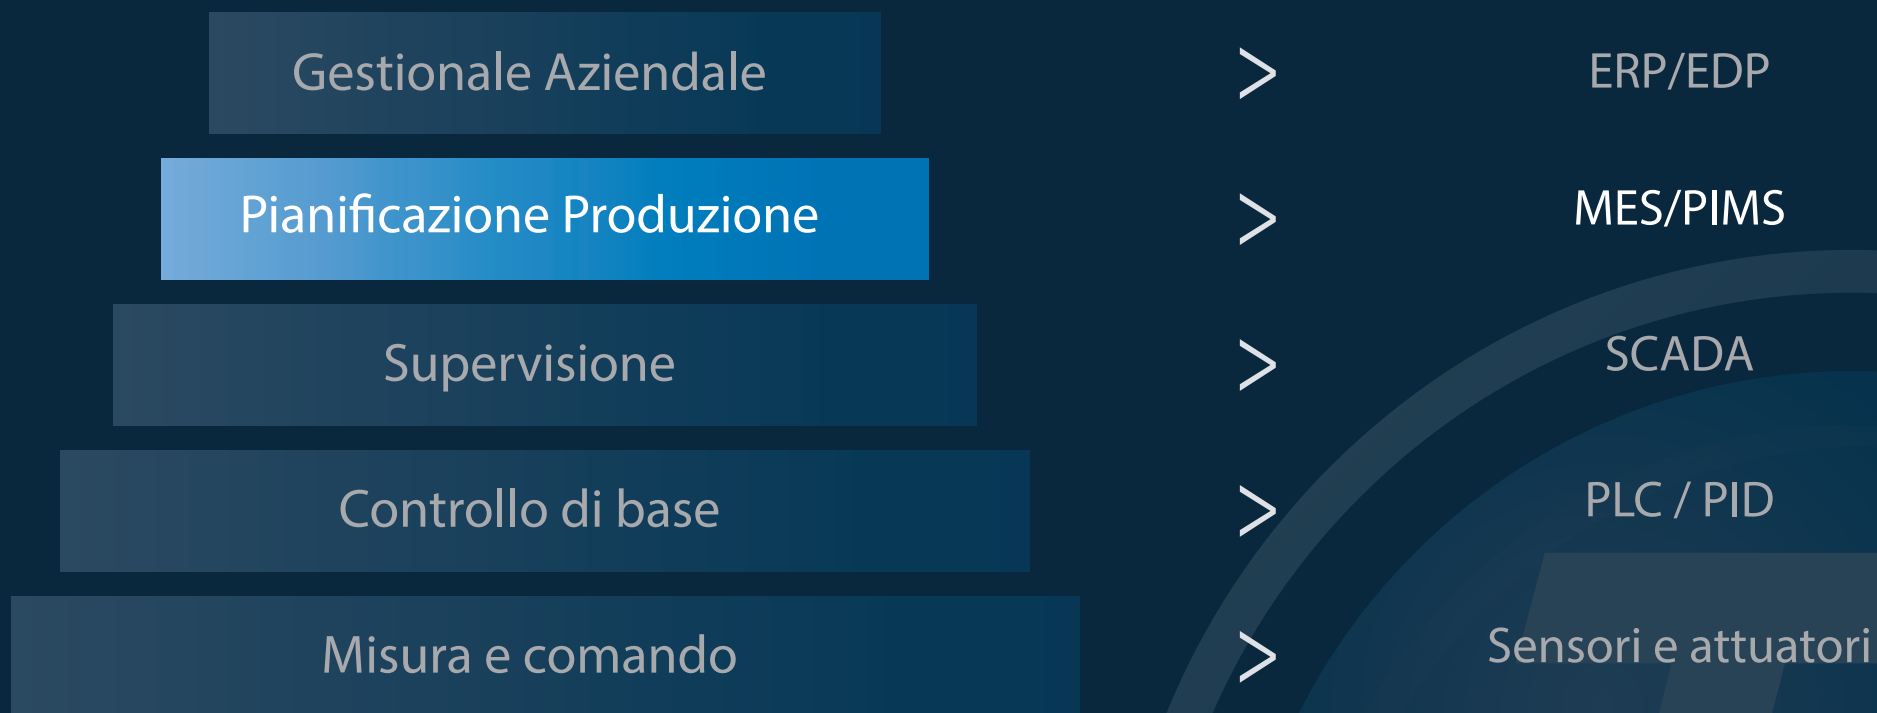 Gestionale Aziendale > ERP/EDP
Pianificazione Produzione > MES/PIMS
Supervisione > SCADA
Controllo di base > PLC / PID
Misura e comando > Sensori e attuatori